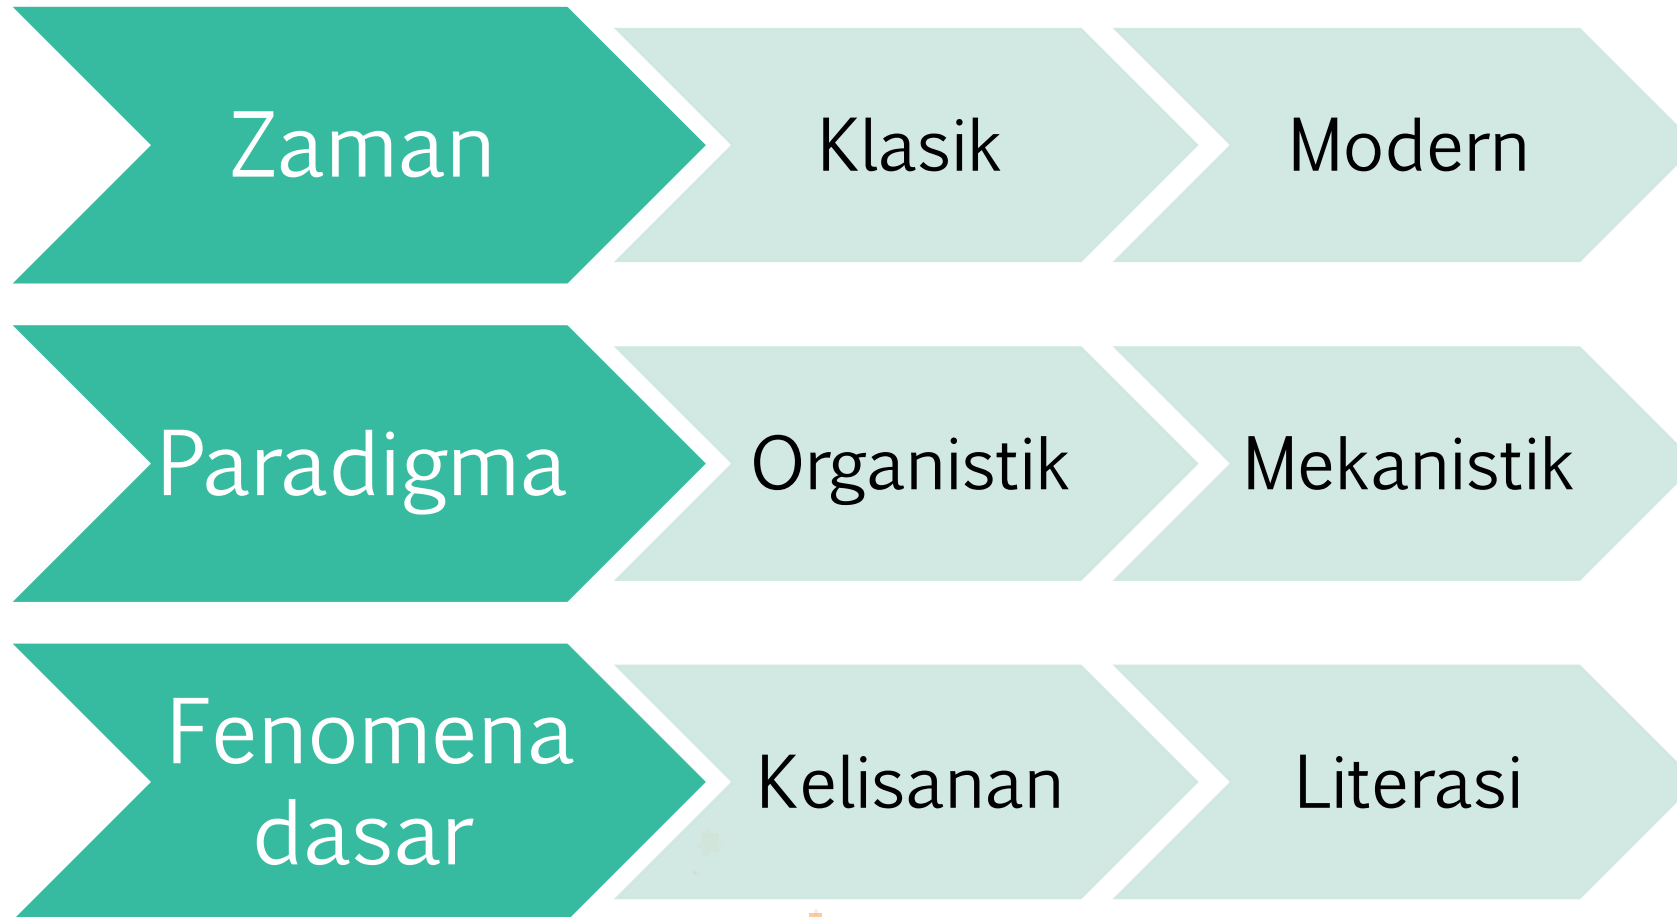 Zaman
Klasik
Modern
Paradigma
Organistik
Mekanistik
Fenomena
dasar
Kelisanan
Literasi